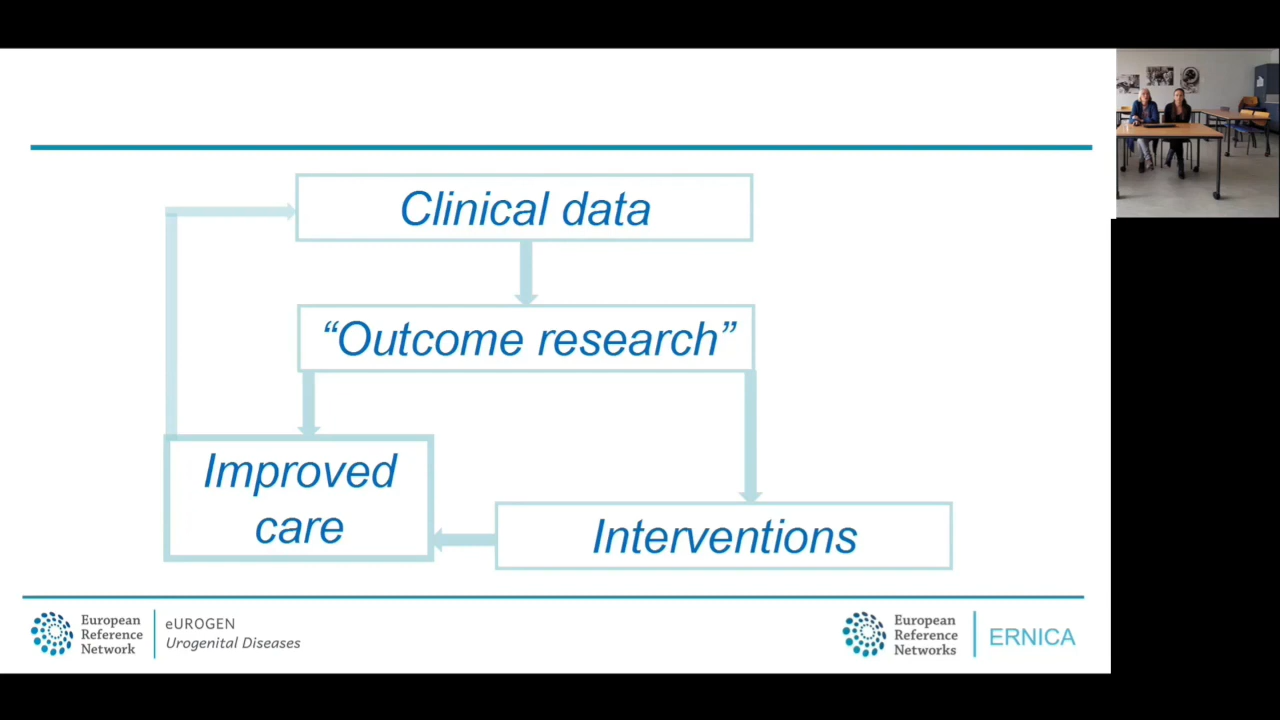 Clinical data
“Outcome research”
Improved
care
Interventions
European
Reference
Network
eUROGEN
Urogenital Diseases
European
Reference
Networks
ERNICA